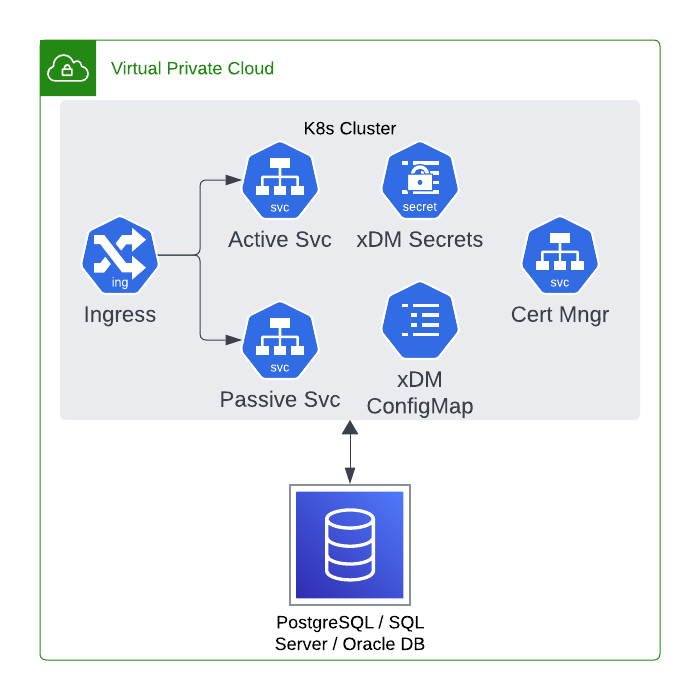 Virtual Private Cloud
K8s Cluster
svc
Active Svc
secret
xDM Secrets
ing
Ingress
svc
Cert Mngr
svc
Passive Svc
xDM
ConfigMap
PostgreSQL / SQL
Server / Oracle DB